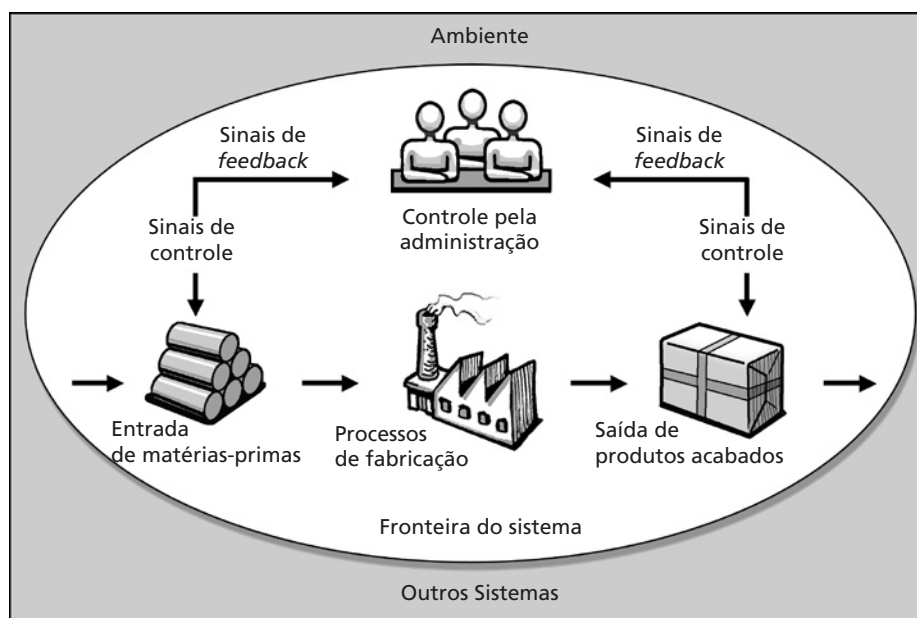 Ambiente
Sinais de
feedback
Sinais de
feedback
Controle pela
administração
Sinais de
controle
Sinais de
controle
Entrada
de matérias-primas
Processos
de fabricação
Saída de
produtos acabados
Fronteira do sistema
Outros Sistemas